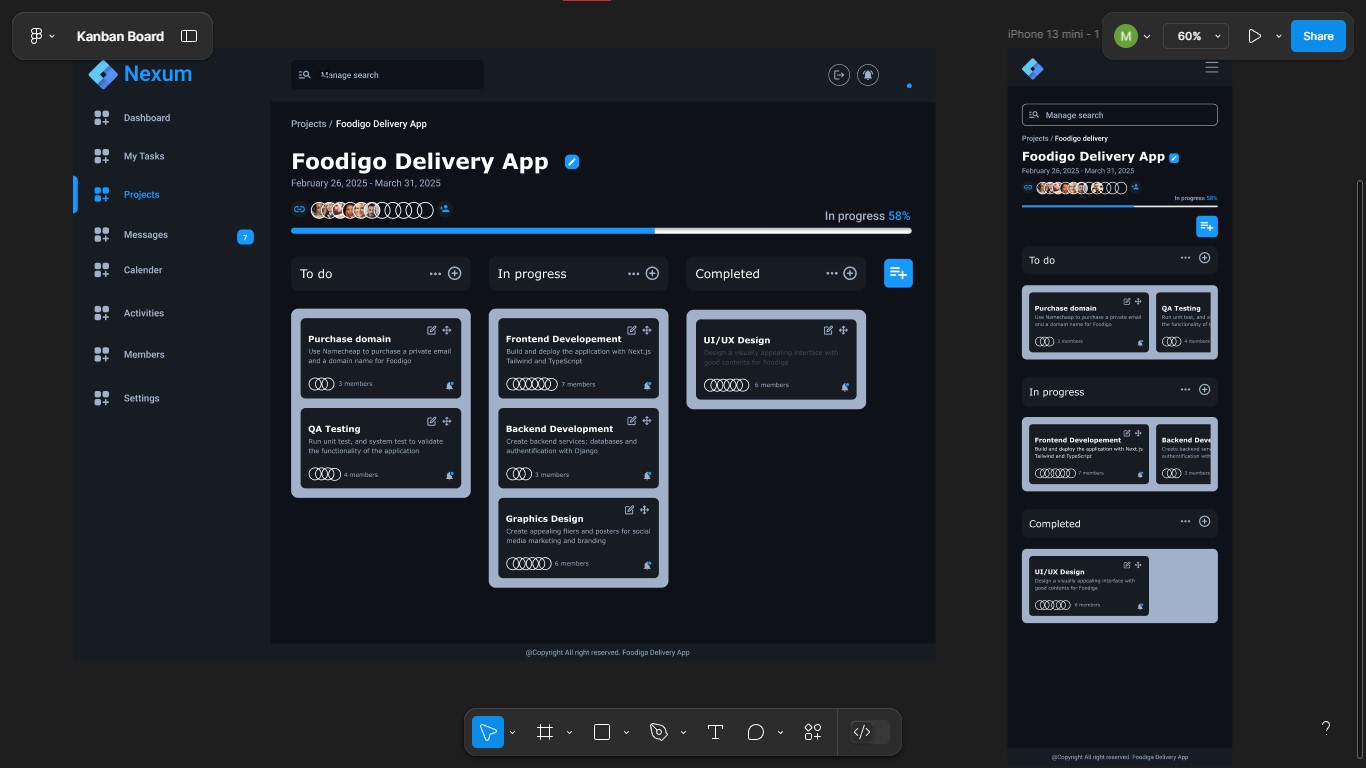 Kanban Board
iPhone 13 mini - 1
M
60%
Share
Nexum
Manage search
Dashboard
My Tasks
Projects
Messages
7
Calender
Activities
Members
Settings
Projects / Foodigo Delivery App
Foodigo Delivery App
February 26, 2025 - March 31, 2025
In progress 58%
To do
In progress
Completed
Purchase domain
Use Namecheap to purchase a private email
and a domain name for Foodigo
3 members
QA Testing
Run unit test, and system test to validate
the functionality of the application
4 members
Frontend Developement
Build and deploy the application with Next.js
Tailwind and TypeScript
7 members
Backend Development
Create backend services; databases and
authentification with Django
3 members
Graphics Design
Create appealing fliers and posters for social
media marketing and branding
6 members
UI/UX Design
Design a visually appealing interface with
good contents for Foodigo
6 members
@Copyright All right reserved. Foodiga Delivery App
Manage search
Projects / Foodigo delivery
Foodigo Delivery App
February 26, 2025 - March 31, 2025
In progress 58%
To do
Purchase domain
Use Namecheap to purchase a private email
and a domain name for Foodigo
3 members
QA Testing
Run unit test, and s
the functionality of t
4 members
In progress
Frontend Developement
Build and deploy the application with Next.js
Tailwind and TypeScript
7 members
Backend Deve
Create backend serv
authentification with
3 members
Completed
UI/UX Design
Design a visually appealing interface with
good contents for Foodigo
6 members
@Copyright All right reserved. Foodiga Delivery App
?